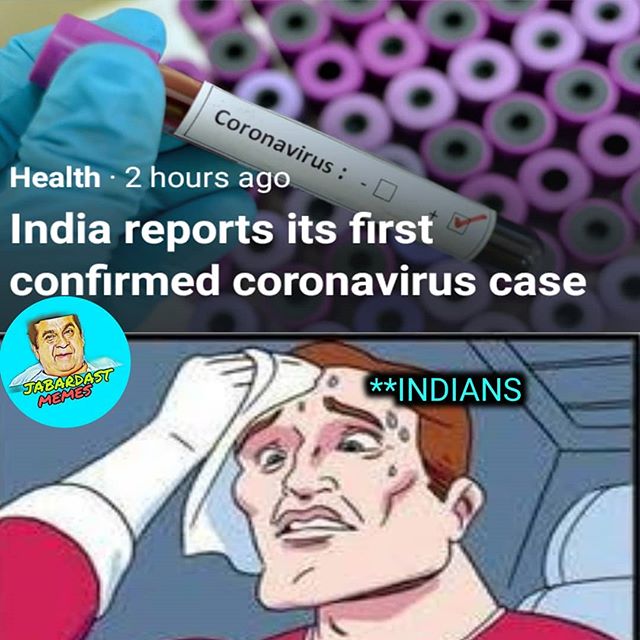 Coronavirus : -
+
Health · 2 hours ago
India reports its first
confirmed coronavirus case
JABARDAST
MEMES
**INDIANS